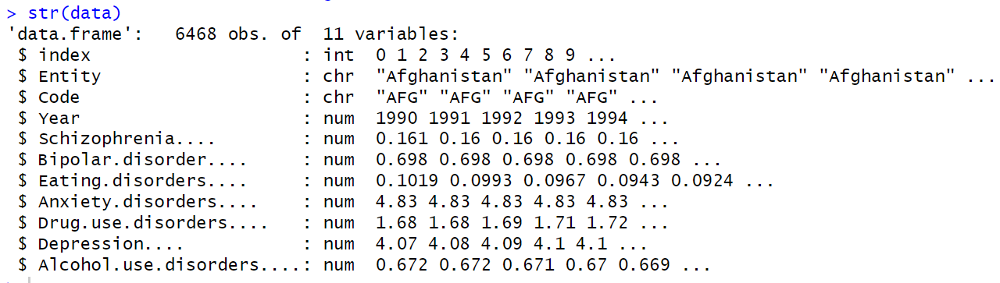 > str(data)
'data.frame':   6468 obs. of  11 variables:
 $ index                    : int  0 1 2 3 4 5 6 7 8 9 ...
 $ Entity                   : chr  "Afghanistan" "Afghanistan" "Afghanistan" "Afghanistan" ...
 $ Code                     : chr  "AFG" "AFG" "AFG" "AFG" ...
 $ Year                     : num  1990 1991 1992 1993 1994 ...
 $ Schizophrenia....        : num  0.161 0.16 0.16 0.16 0.16 ...
 $ Bipolar.disorder....     : num  0.698 0.698 0.698 0.698 0.698 ...
 $ Eating.disorders....     : num  0.1019 0.0993 0.0967 0.0943 0.0924 ...
 $ Anxiety.disorders....    : num  4.83 4.83 4.83 4.83 4.83 ...
 $ Drug.use.disorders....   : num  1.68 1.68 1.69 1.71 1.72 ...
 $ Depression....           : num  4.07 4.08 4.09 4.1 4.1 ...
 $ Alcohol.use.disorders....: num  0.672 0.672 0.671 0.67 0.669 ...